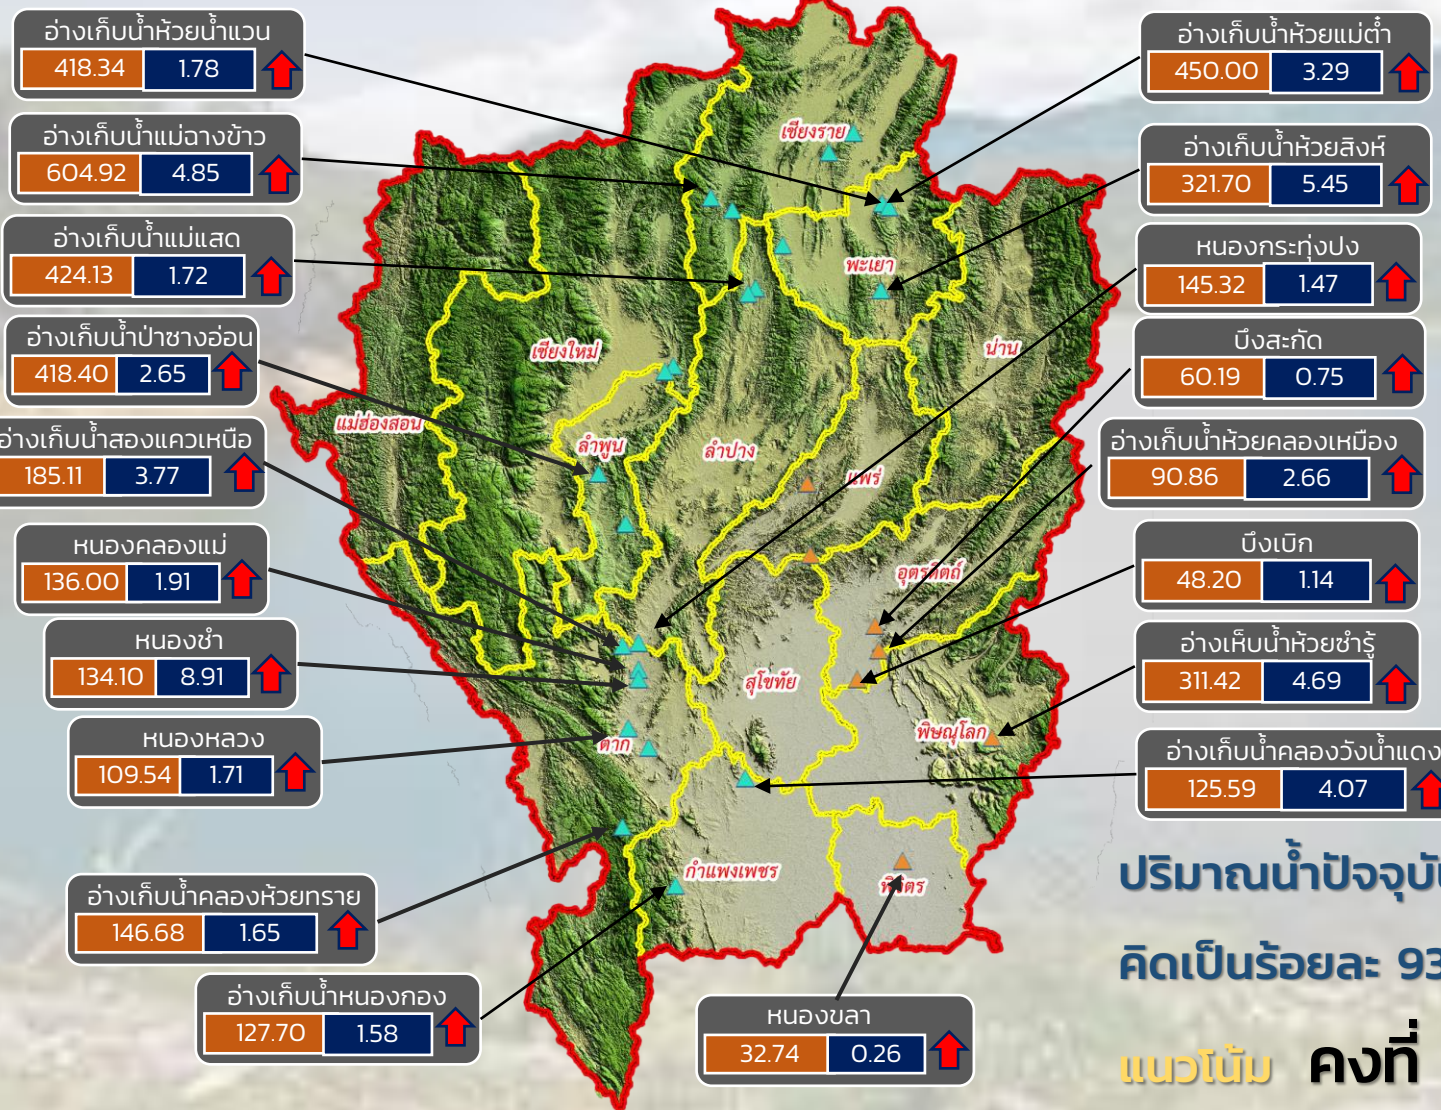 อ่างเก็บน้ำห้วยน้ำแวน
418.34 1.78
อ่างเก็บน้ำแม่ฉางข้าว
604.92 4.85
อ่างเก็บน้ำแม่แสด
424.13 1.72
อ่างเก็บน้ำป่าซางอ่อน
418.40 2.65
อ่างเก็บน้ำสองแควเหนือ
185.11 3.77
หนองคลองแม่
136.00 1.91
หนองช้ำ
134.10 8.91
หนองหลวง
109.54 1.71
อ่างเก็บน้ำคลองห้วยทราย
146.68 1.65
อ่างเก็บน้ำหนองกอง
127.70 1.58
หนองขลา
32.74 0.26
อ่างเก็บน้ำห้วยแม่ต๋ำ
450.00 3.29
อ่างเก็บน้ำห้วยสิงห์
321.70 5.45
หนองกระทุ่งปง
145.32 1.47
บึงสะกัด
60.19 0.75
อ่างเก็บน้ำห้วยคลองเหมือง
90.86 2.66
บึงเบิก
48.20 1.14
อ่างเห็บน้ำห้วยซำรู้
311.42 4.69
อ่างเก็บน้ำคลองวังน้ำแดง
125.59 4.07
เชียงราย
พะเยา
น่าน
เชียงใหม่
แม่ฮ่องสอน
ลำพูน
ลำปาง
แพร่
อุตรดิตถ์
สุโขทัย
ตาก
พิษณุโลก
กำแพงเพชร
พิจิตร
ปริมาณน้ำปัจจุบัน
คิดเป็นร้อยละ 93
แนวโน้ม คงที่